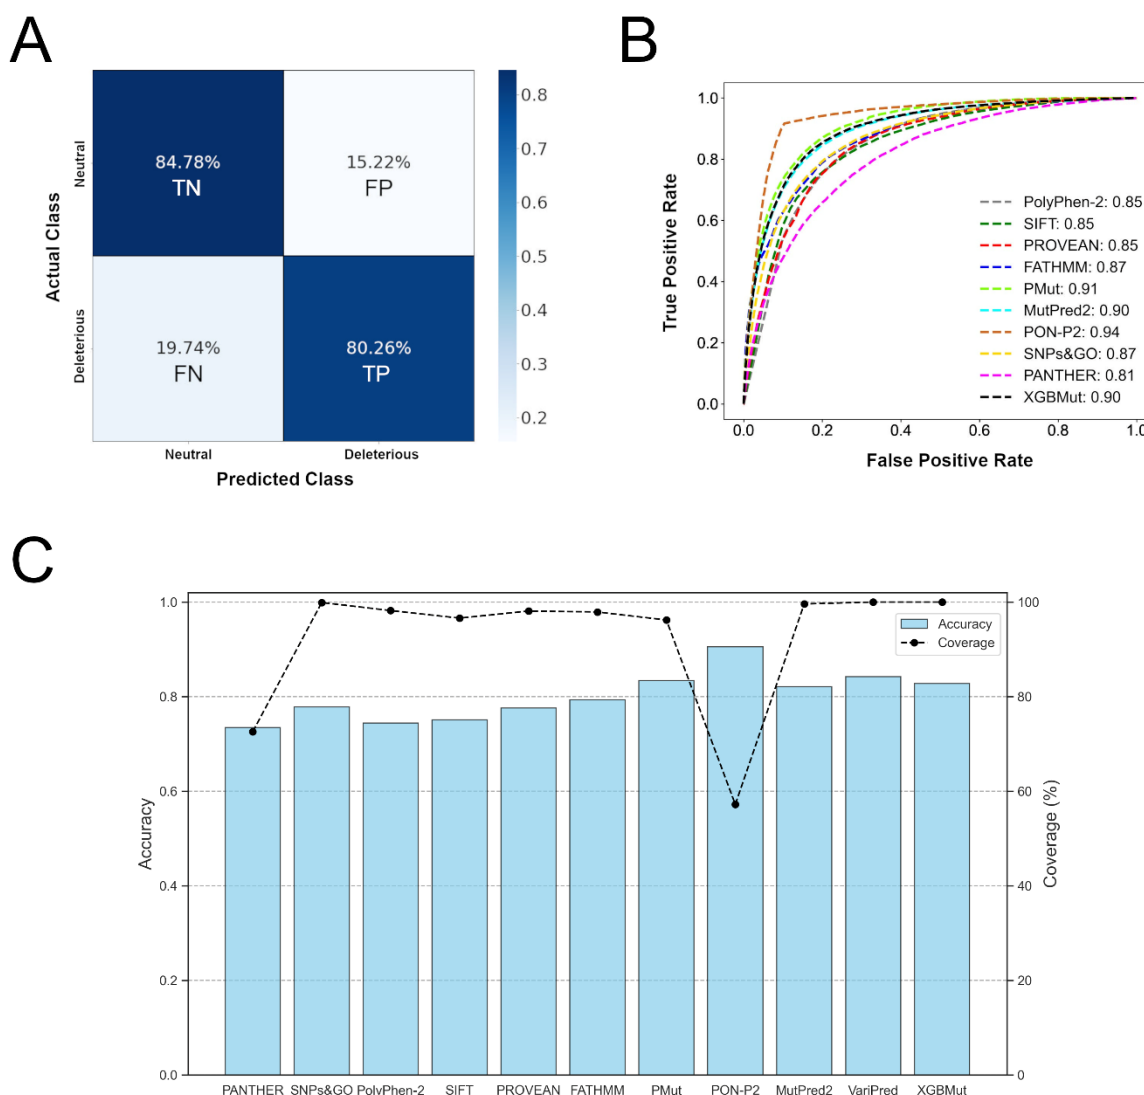 A
Actual Class
Neutral
Deleterious
84.78%
TN
15.22%
FP
19.74%
FN
80.26%
TP
Neutral
Deleterious
Predicted Class
0.8
0.7
0.6
0.5
0.4
0.3
0.2
B
True Positive Rate
1.0
0.8
0.6
0.4
0.2
0.0
PolyPhen-2: 0.85
SIFT: 0.85
PROVEAN: 0.85
FATHMM: 0.87
PMut: 0.91
MutPred2: 0.90
PON-P2: 0.94
SNPs&GO: 0.87
PANTHER: 0.81
XGBMut: 0.90
0.0 0.2 0.4 0.6 0.8 1.0
False Positive Rate
C
Accuracy
1.0
0.8
0.6
0.4
0.2
0.0
Accuracy
Coverage
100
80
60
40
20
0
Coverage (%)
PANTHER SNPs&GO PolyPhen-2 SIFT PROVEAN FATHMM PMut PON-P2 MutPred2 VariPred XGBMut